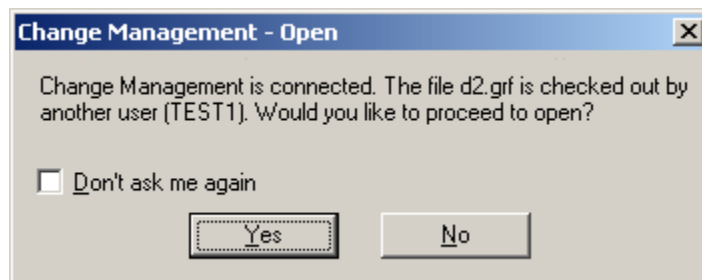 Change Management - Open
Change Management is connected. The file d2.grf is checked out by
another user (TEST1). Would you like to proceed to open?
Don't ask me again
Yes No